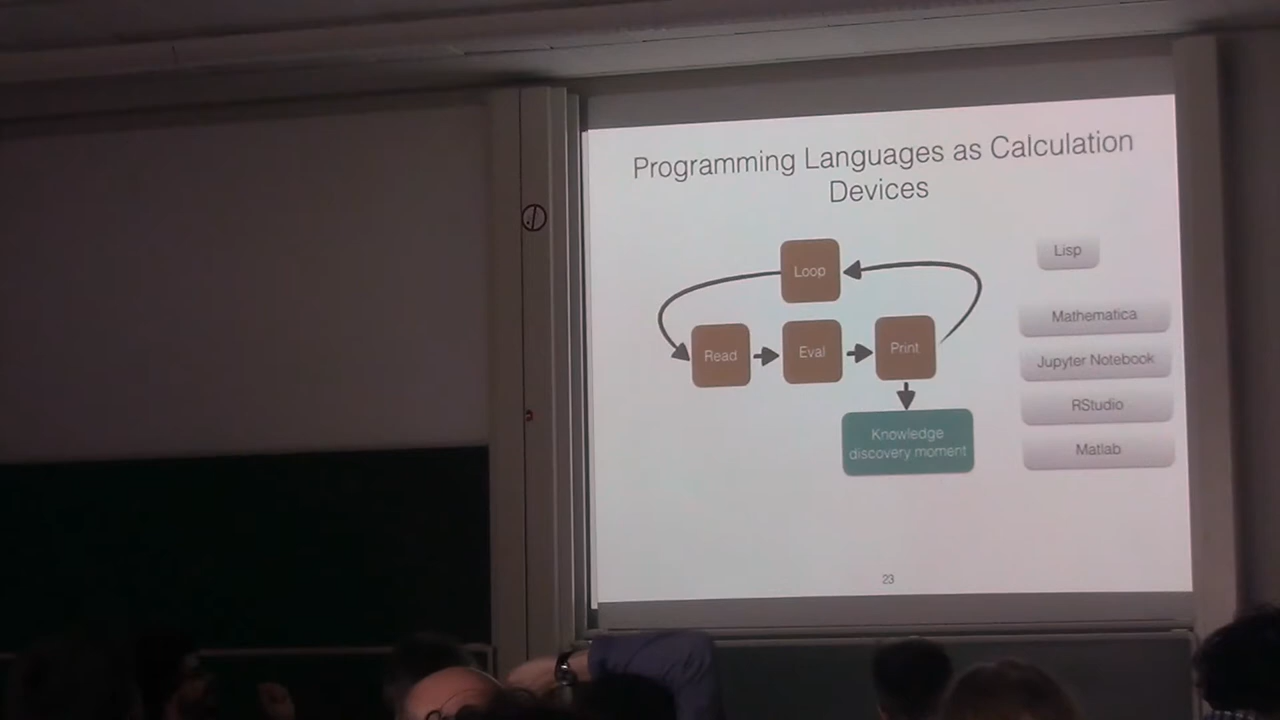 Programming Languages as Calculation
Devices
Loop
Read
Eval
Print
Knowledge
discovery moment
Lisp
Mathematica
Jupyter Notebook
RStudio
Matlab
23